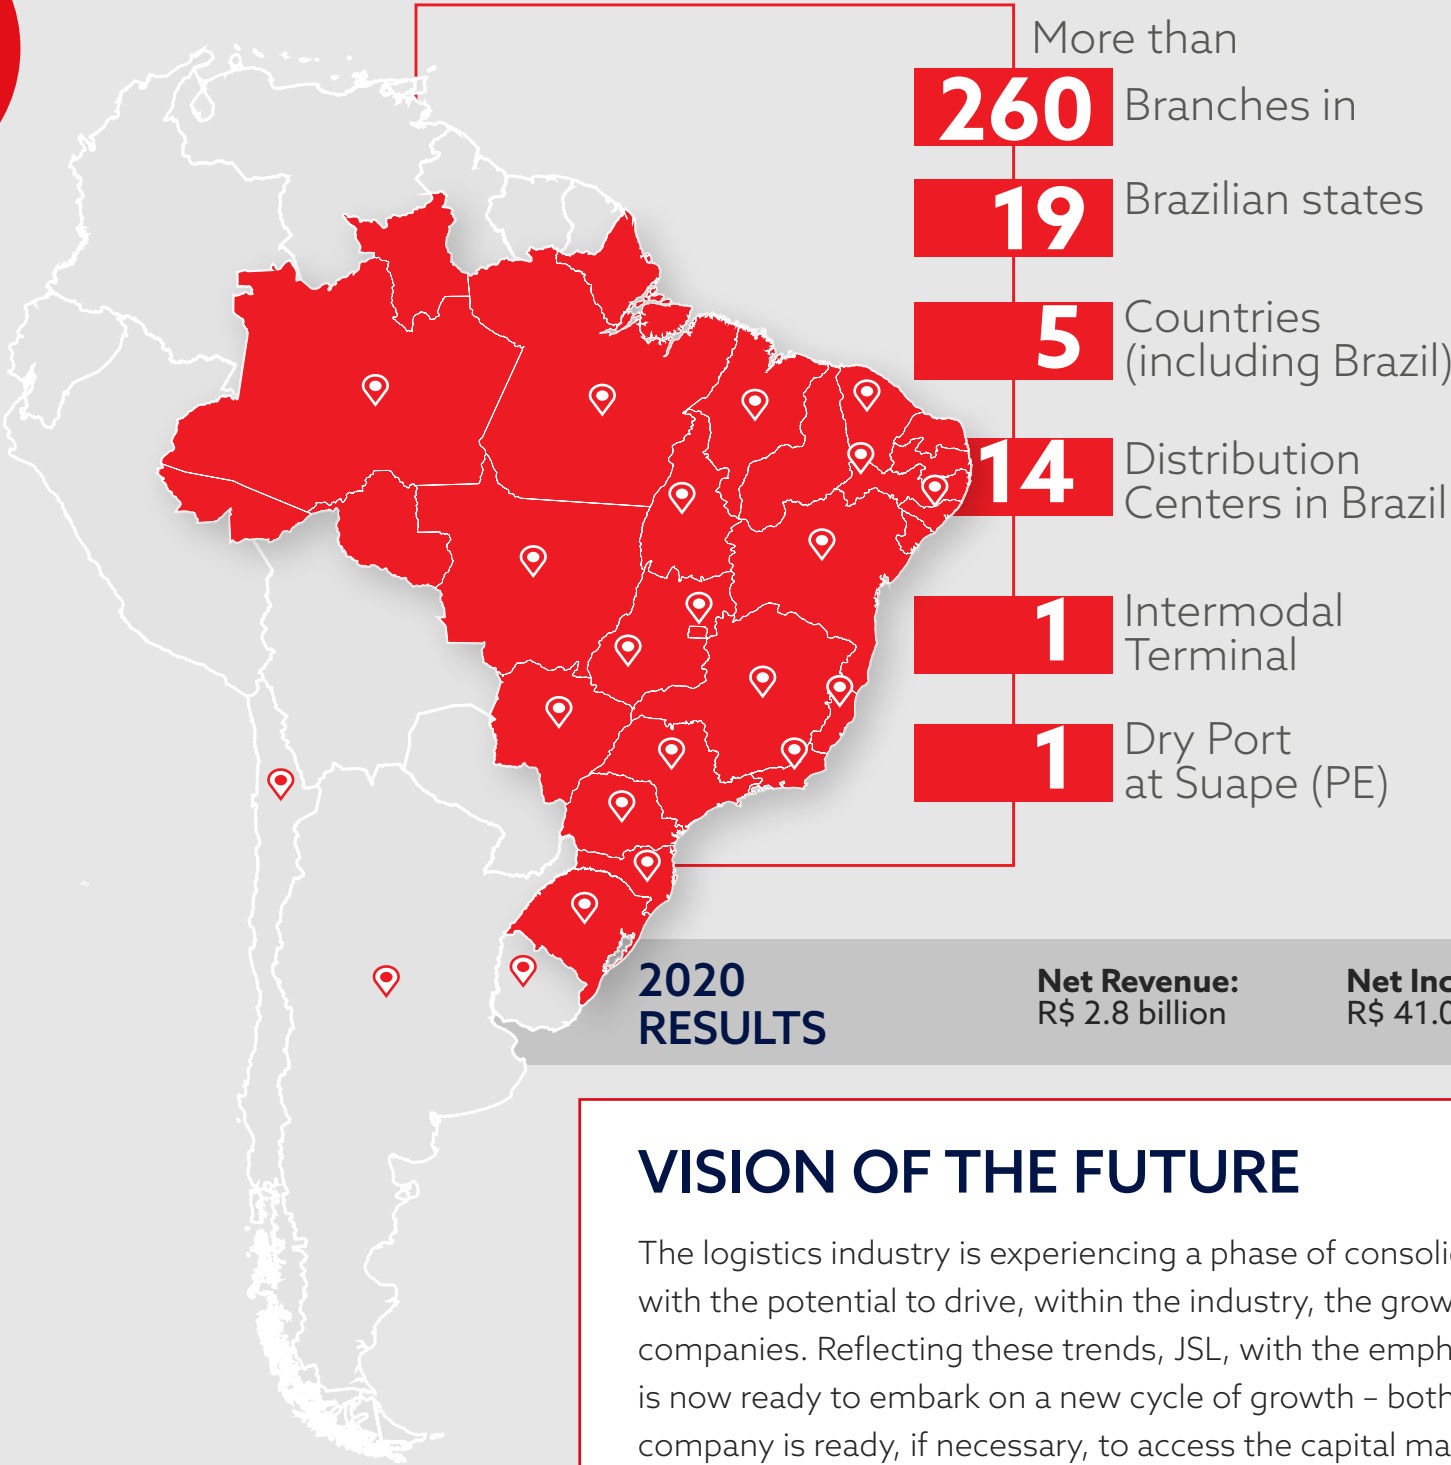 More than
260 Branches in
19 Brazilian states
5 Countries
(including Brazil)
14 Distribution
Centers in Brazil
1 Intermodal
Terminal
1 Dry Port
at Suape (PE)
2020
RESULTS
Net Revenue:
R$ 2.8 billion
Net
R$ 41.0
VISION OF THE FUTURE
The logistics industry is experiencing a phase of
with the potential to drive, within the industry, the
companies. Reflecting these trends, JSL, with the
is now ready to embark on a new cycle of growth – both
company is ready, if necessary, to access the capital